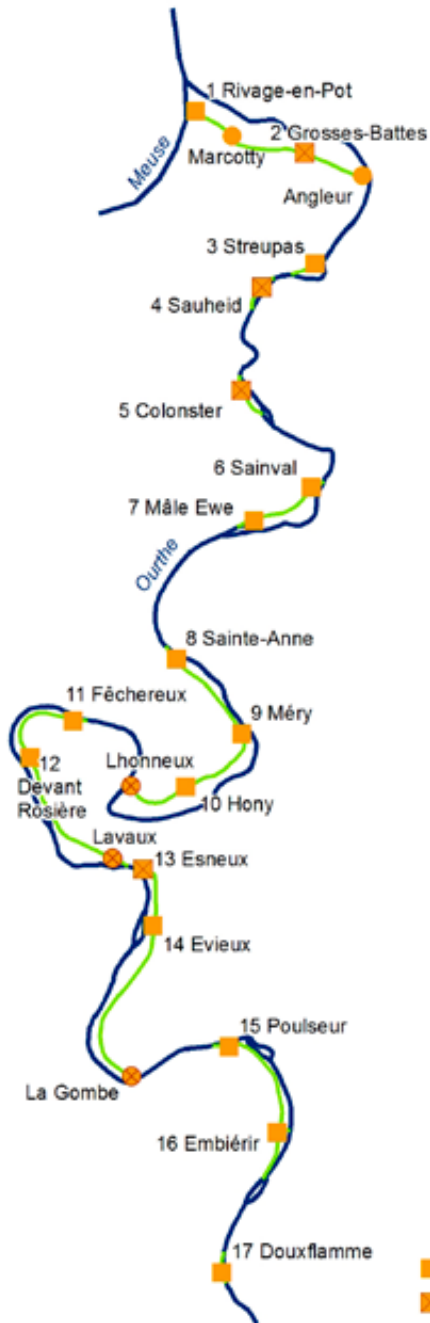 1 Rivage-en-Pot
2 Grosses-Battes
Marcotty
Meuse
Angleur
3 Streupas
4 Sauheid
5 Colonster
6 Sainval
7 Mâle Ewe
Ourthe
8 Sainte-Anne
11 Fêchereux
9 Méry
Lhonneux
12
Devant
Rosière
10 Hony
Lavaux
13 Esneux
14 Evieux
15 Poulseur
La Gombe
16 Embiérir
17 Douxflamme